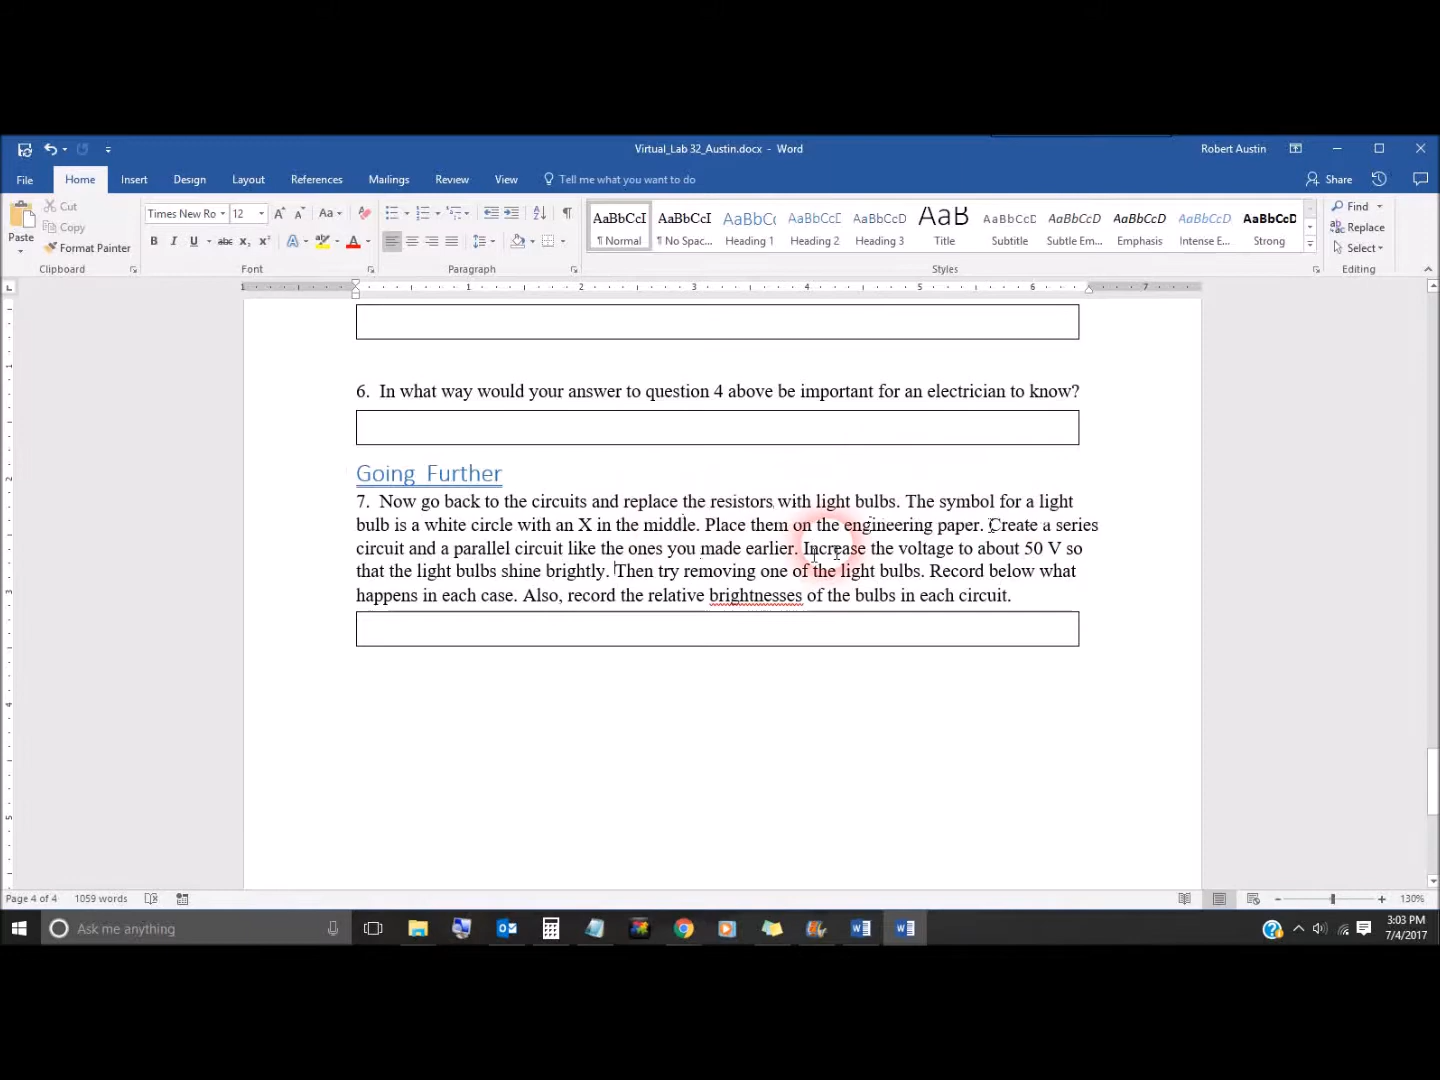 Virtual_Lab 32_Austin.docx - Word
Robert Austin
File Home Insert Design Layout References Mailings Review View Tell me what you want to do
Share
Paste
Cut
Copy
Format Painter
Clipboard
Times New Ro 12
Font
Paragraph
AaBbCcI AaBbCcI AaBbCc AaBbCcD AaBbCcD AaB AaBbCcD AaBbCcD AaBbCcD AaBbCcD AaBbCcD
¶ Normal ¶ No Spac... Heading 1 Heading 2 Heading 3 Title Subtitle Subtle Em... Emphasis Intense E... Strong
Styles
Find
Replace
Select
Editing
1 1 2 3 4 5 6 7
6. In what way would your answer to question 4 above be important for an electrician to know?
Going Further
7. Now go back to the circuits and replace the resistors with light bulbs. The symbol for a light
bulb is a white circle with an X in the middle. Place them on the engineering paper. Create a series
circuit and a parallel circuit like the ones you made earlier. Increase the voltage to about 50 V so
that the light bulbs shine brightly. Then try removing one of the light bulbs. Record below what
happens in each case. Also, record the relative brightnesses of the bulbs in each circuit.
Page 4 of 4 1059 words
130%
Ask me anything
3:03 PM
7/4/2017